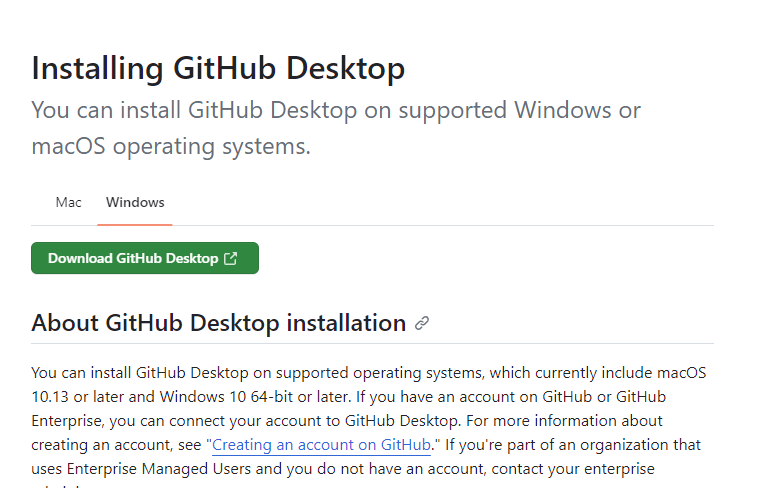 Installing GitHub Desktop
You can install GitHub Desktop on supported Windows or
macOS operating systems.
Mac Windows
Download GitHub Desktop
About GitHub Desktop installation
You can install GitHub Desktop on supported operating systems, which currently include macOS
10.13 or later and Windows 10 64-bit or later. If you have an account on GitHub or GitHub
Enterprise, you can connect your account to GitHub Desktop. For more information about
creating an account, see "Creating an account on GitHub." If you're part of an organization that
uses Enterprise Managed Users and you do not have an account, contact your enterprise